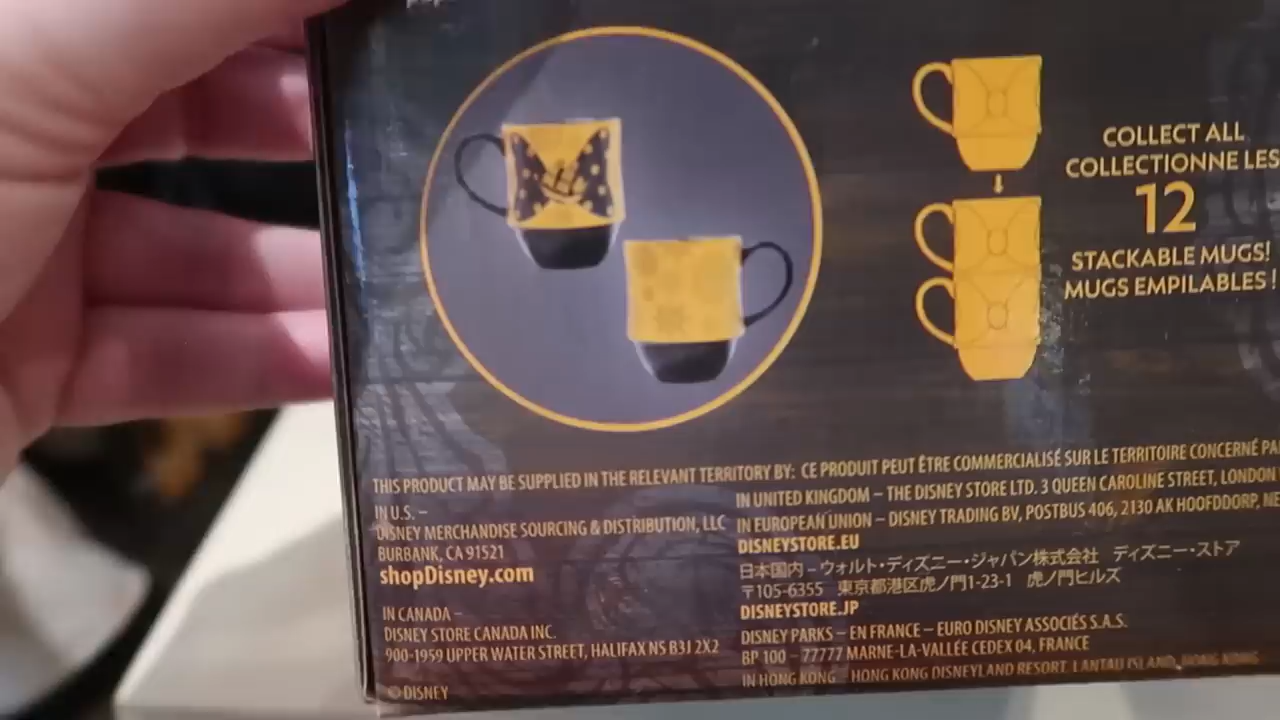 COLLECT ALL
COLLECTIONNE LES
12
STACKABLE MUGS!
MUGS EMPILABLES !
THIS PRODUCT MAY BE SUPPLIED IN THE RELEVANT TERRITORY BY: CE PRODUIT PEUT ÊTRE COMMERCIALISÉ SUR LE TERRITOIRE CONCERNÉ
IN U.S. –
DISNEY MERCHANDISE SOURCING & DISTRIBUTION, LLC
BURBANK, CA 91521
shopDisney.com
IN CANADA –
DISNEY STORE CANADA INC.
900-1959 UPPER WATER STREET, HALIFAX NS B3J 2X2
© DISNEY
IN UNITED KINGDOM – THE DISNEY STORE LTD. 3 QUEEN CAROLINE STREET, LONDON
IN EUROPEAN UNION – DISNEY TRADING BV, POSTBUS 406, 2130 AK HOOFDDORP,
DISNEYSTORE.EU
日本国内 – ウォルト・ディズニー・ジャパン株式会社 ディズニー・ストア
〒105-6355 東京都港区虎ノ門1-23-1 虎ノ門ヒルズ
DISNEYSTORE.JP
DISNEY PARKS – EN FRANCE – EURO DISNEY ASSOCIÉS S.A.S.
BP 100 – 77777 MARNE-LA-VALLÉE CEDEX 04, FRANCE
IN HONG KONG – HONG KONG DISNEYLAND RESORT, LANTAU ISLAND, HONG KONG